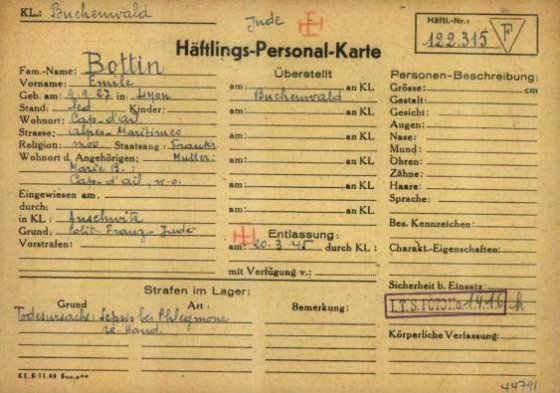 KL.: Buchenwald
Jude
Häftl.-Nr.:
122.315
F
Häftlings-Personal-Karte
Fam.-Name: Bottin
Vorname: Emile
Geb. am: 4.9.27 in Lyon
Stand: led Kinder:
Wohnort: Cap-d'ail
Strasse: alpes-Maritimes
Religion: mos. Staatsang.: Frankr.
Wohnort d. Angehörigen: Mutter:
Marie B.
Cap-d'ail, w.o.
Eingewiesen am:
durch:
in KL: Auschwitz
Grund: Polit. Franz-Jude
Vorstrafen:
Überstellt
am: an KL
Buchenwald
am: an KL
am: an KL
am: an KL
am: an KL
am: an KL
Entlassung:
am: 20-3-45 durch KL:
mit Verfügung v.:
Personen-Beschreibung:
Grösse: cm
Gestalt:
Gesicht:
Augen:
Nase:
Mund:
Ohren:
Zähne:
Haare:
Sprache:
Bes. Kennzeichen:
Charakt.-Eigenschaften:
Sicherheit b. Einsatz:
I.T.S. FOTO No. 1416
Körperliche Verfassung:
Strafen im Lager:
Grund Art: Bemerkung:
Todesursache: Sepsis bei Phlegmone
re. Hand.